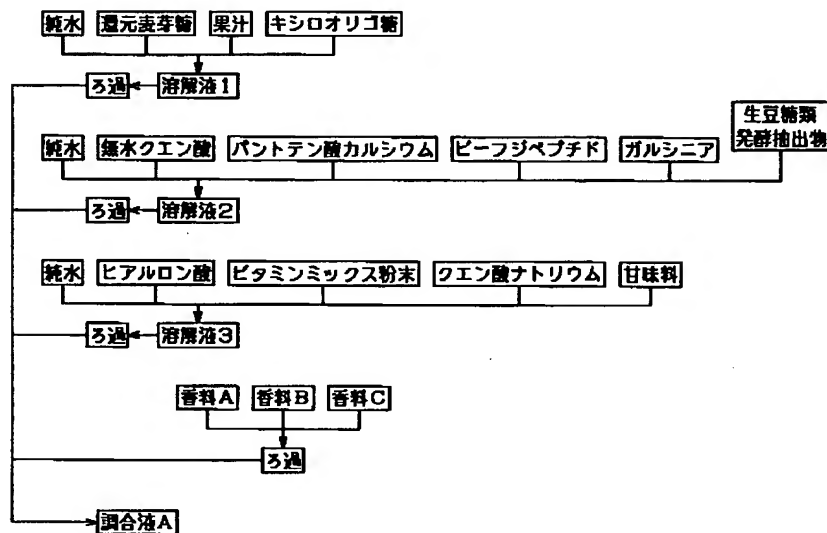 純水 還元麦芽糖 果汁 キシロオリゴ糖
ろ過 溶解液1
生豆糖類
発酵抽出物
純水 無水クエン酸 パントテン酸カルシウム ビーフジペプチド ガルシニア
ろ過 溶解液2
純水 ヒアルロン酸 ビタミンミックス粉末 クエン酸ナトリウム 甘味料
ろ過 溶解液3
香料A 香料B 香料C
ろ過
調合液A